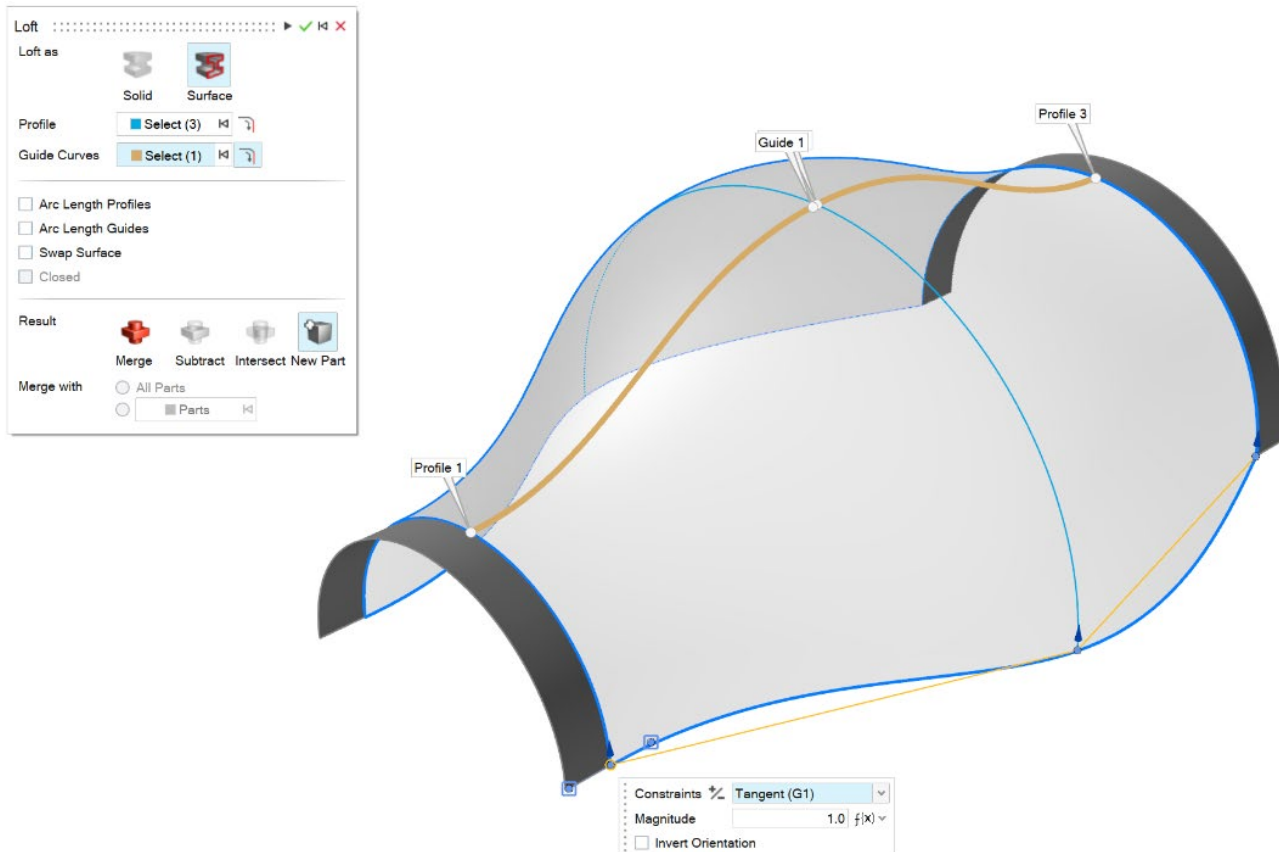 Loft
Loft as
Solid Surface
Profile Select (3)
Guide Curves Select (1)
Arc Length Profiles
Arc Length Guides
Swap Surface
Closed
Result
Merge Subtract Intersect New Part
Merge with All Parts
Parts
Profile 3
Guide 1
Profile 1
Constraints Tangent (G1)
Magnitude 1.0 f(x)
Invert Orientation